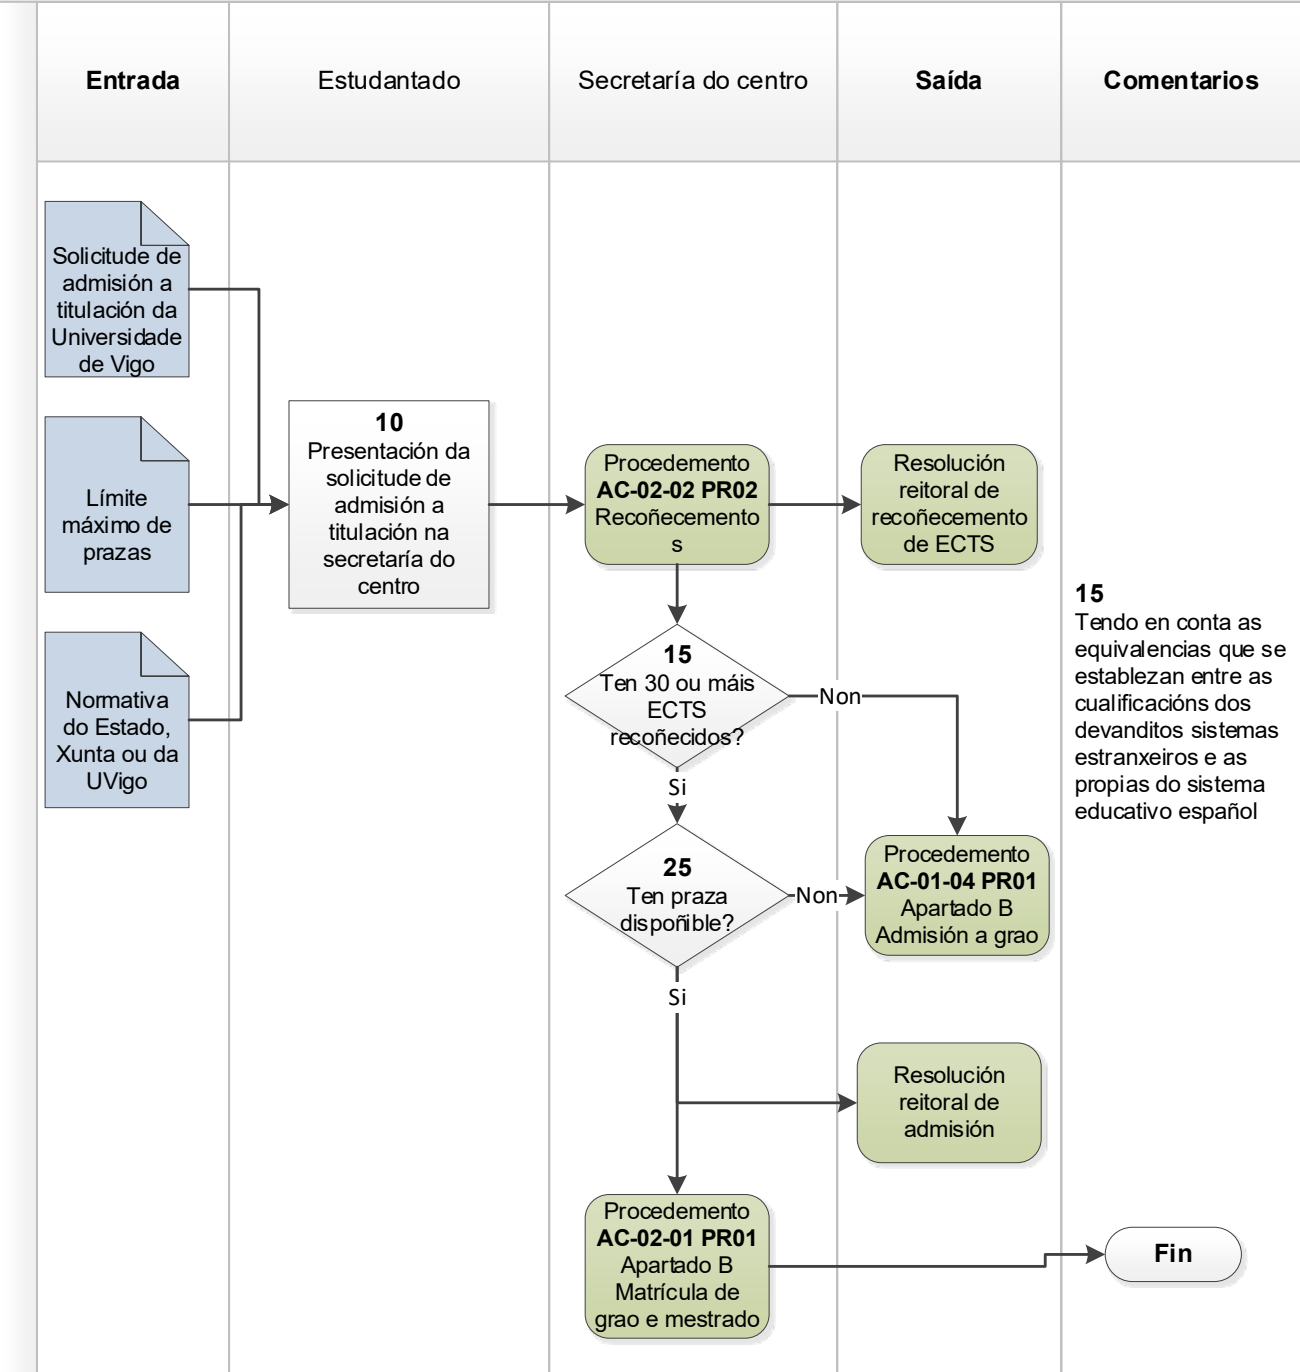 Entrada
Estudantado
Secretaría do centro
Saída
Comentarios
Solicitude de
admisión a
titulación da
Universidade
de Vigo
Límite
máximo de
prazas
Normativa
do Estado,
Xunta ou da
UVigo
10
Presentación da
solicitude de
admisión a
titulación na
secretaría do
centro
Procedemento
AC-02-02 PR02
Recoñecemento
s
Resolución
reitoral de
recoñecemento
de ECTS
15
Ten 30 ou máis
ECTS
recoñecidos?
Non
Si
25
Ten praza
dispoñible?
Non
Si
Procedemento
AC-01-04 PR01
Apartado B
Admisión a grao
Resolución
reitoral de
admisión
Procedemento
AC-02-01 PR01
Apartado B
Matrícula de
grao e mestrado
15
Tendo en conta as
equivalencias que se
establezan entre as
cualificacións dos
devanditos sistemas
estranxeiros e as
propias do sistema
educativo español
Fin